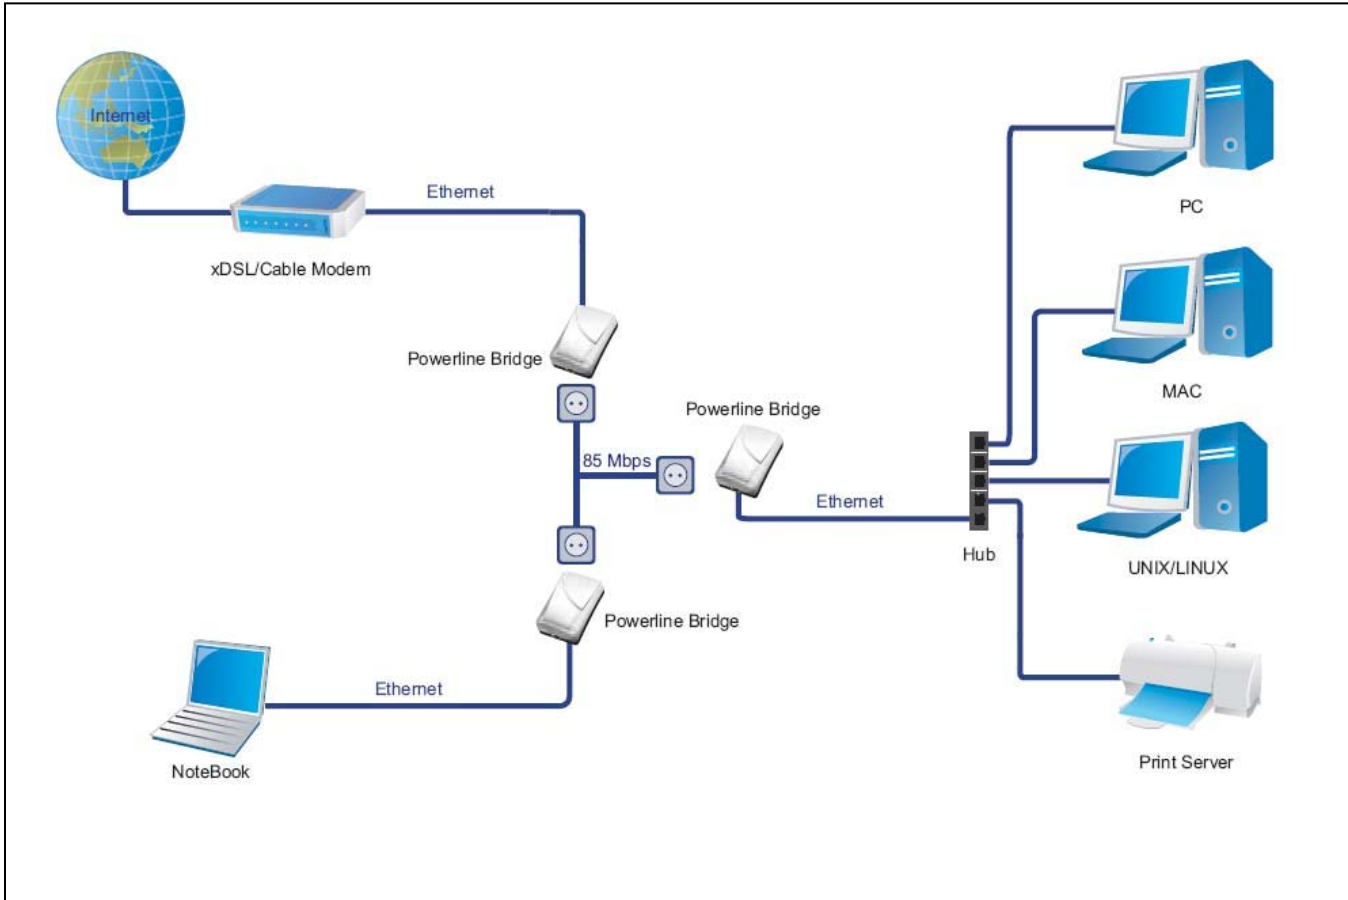 Internet
Ethernet
xDSL/Cable Modem
PC
Powerline Bridge
MAC
Powerline Bridge
85 Mbps
Ethernet
Hub
UNIX/LINUX
Powerline Bridge
Ethernet
NoteBook
Print Server